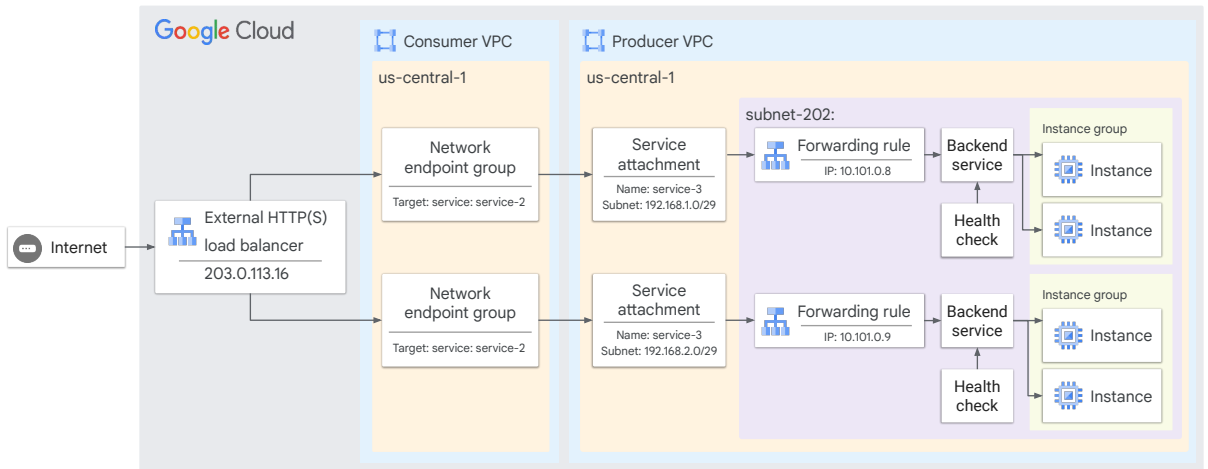 Google Cloud
Consumer VPC
Producer VPC
us-central-1
us-central-1
subnet-202:
Internet
External HTTP(S)
load balancer
203.0.113.16
Network
endpoint group
Target: service: service-2
Service
attachment
Name: service-3
Subnet: 192.168.1.0/29
Forwarding rule
IP: 10.101.0.8
Backend
service
Health
check
Instance group
Instance
Instance
Network
endpoint group
Target: service: service-2
Service
attachment
Name: service-3
Subnet: 192.168.2.0/29
Forwarding rule
IP: 10.101.0.9
Backend
service
Health
check
Instance group
Instance
Instance